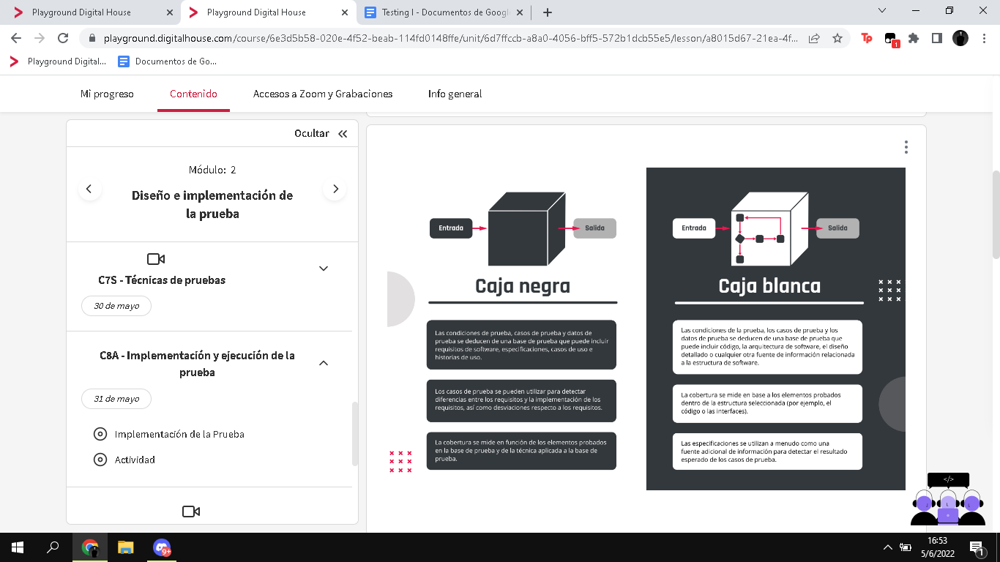 Playground Digital House
Playground Digital House
Testing I - Documentos de Googl
playground.digitalhouse.com/course/6e3d5b58-020e-4f52-beab-114fd0148ffe/unit/6d7ffccb-a8a0-4056-bff5-572b1dcb55e5/lesson/a8015d67-21ea-4f...
Tp
1
Playground Digital...
Documentos de Go...
Mi progreso
Contenido
Accesos a Zoom y Grabaciones
Info general
Ocultar
Módulo: 2
Diseño e implementación de
la prueba
C7S - Técnicas de pruebas
30 de mayo
C8A - Implementación y ejecución de la
prueba
31 de mayo
Implementación de la Prueba
Actividad
Entrada
Salida
Caja negra
Las condiciones de prueba, casos de prueba y datos de
prueba se deducen de una base de prueba que puede incluir
requisitos de software, especificaciones, casos de uso e
historias de uso.
Los casos de prueba se pueden utilizar para detectar
diferencias entre los requisitos y la implementación de los
requisitos, así como desviaciones respecto a los requisitos.
La cobertura se mide en función de los elementos probados
en la base de prueba y de la técnica aplicada a la base de
prueba.
Entrada
Salida
Caja blanca
Las condiciones de la prueba, los casos de prueba y los
datos de prueba se deducen de una base de prueba que
puede incluir código, la arquitectura de software, el diseño
detallado o cualquier otra fuente de información relacionada
a la estructura de software.
La cobertura se mide en base a los elementos probados
dentro de la estructura seleccionada (por ejemplo, el
código o las interfaces).
Las especificaciones se utilizan a menudo como una
fuente adicional de información para detectar el resultado
esperado de los casos de prueba.
</>
9+
16:53
5/6/2022
1